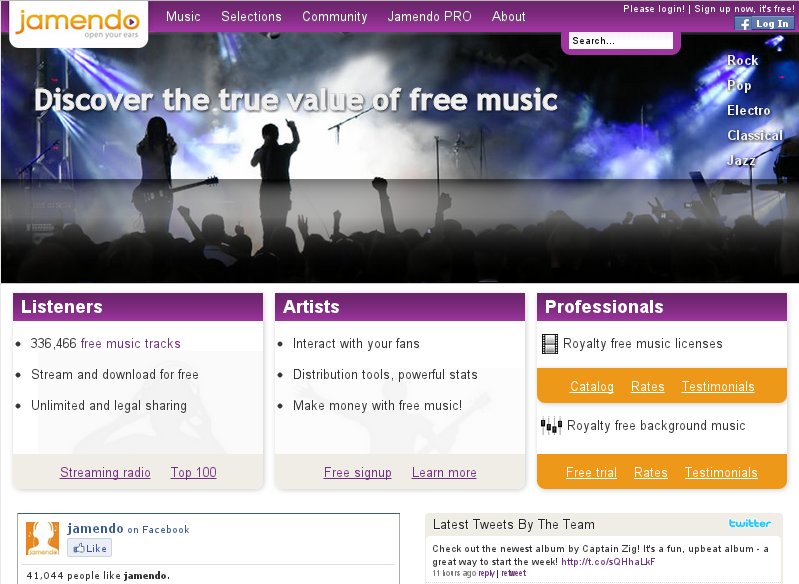 jamendo
open your ears
Music Selections Community Jamendo PRO About
Please login! | Sign up now, it's free!
Log In
Search...
Discover the true value of free music
Rock
Pop
Electro
Classical
Jazz
Listeners
336,466 free music tracks
Stream and download for free
Unlimited and legal sharing
Streaming radio Top 100
Artists
Interact with your fans
Distribution tools, powerful stats
Make money with free music!
Free signup Learn more
Professionals
Royalty free music licenses
Catalog Rates Testimonials
Royalty free background music
Free trial Rates Testimonials
jamendo
jamendo on Facebook
Like
41,044 people like jamendo.
Latest Tweets By The Team
twitter
Check out the newest album by Captain Zig! It's a fun, upbeat album - a
great way to start the week! http://t.co/sQHhaLkF
11 hours ago reply | retweet